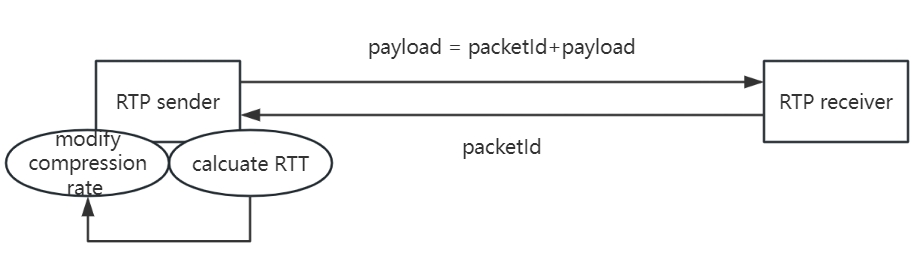 payload = packetId+payload
RTP sender
RTP receiver
modify
compression
rate
calcuate RTT
packetId